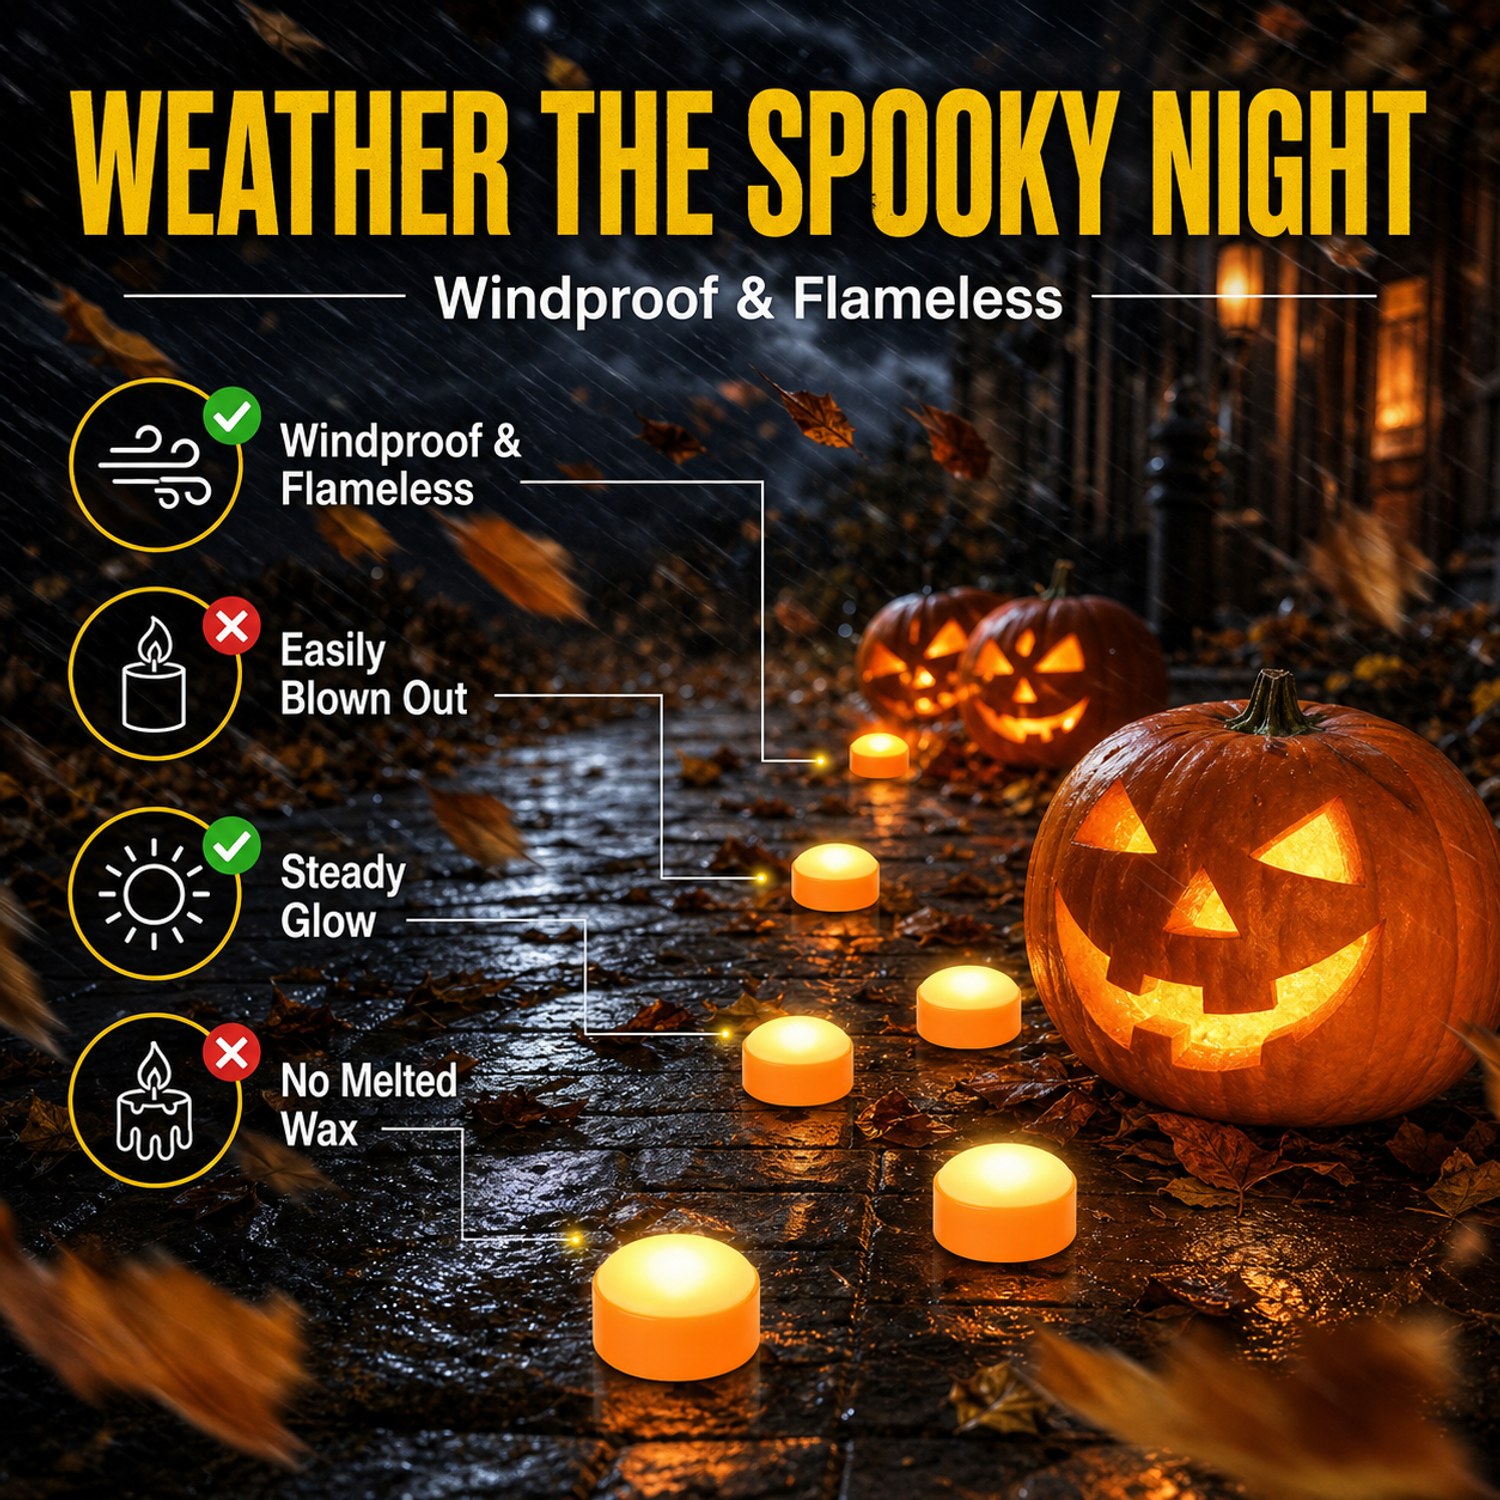 WEATHER THE SPOOKY NIGHT
Windproof & Flameless
Windproof &
Flameless
Easily
Blown Out
Steady
Glow
No Melted
Wax